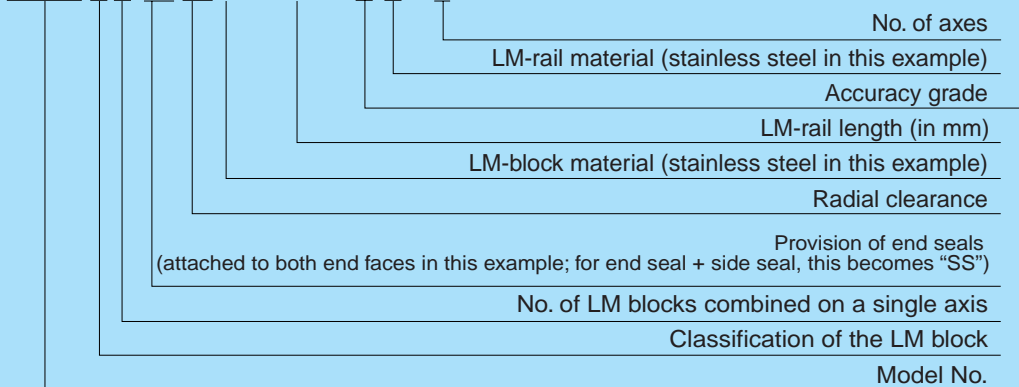 No. of axes
LM-rail material (stainless steel in this example)
Accuracy grade
LM-rail length (in mm)
LM-block material (stainless steel in this example)
Radial clearance
Provision of end seals
(attached to both end faces in this example; for end seal + side seal, this becomes “SS”)
No. of LM blocks combined on a single axis
Classification of the LM block
Model No.